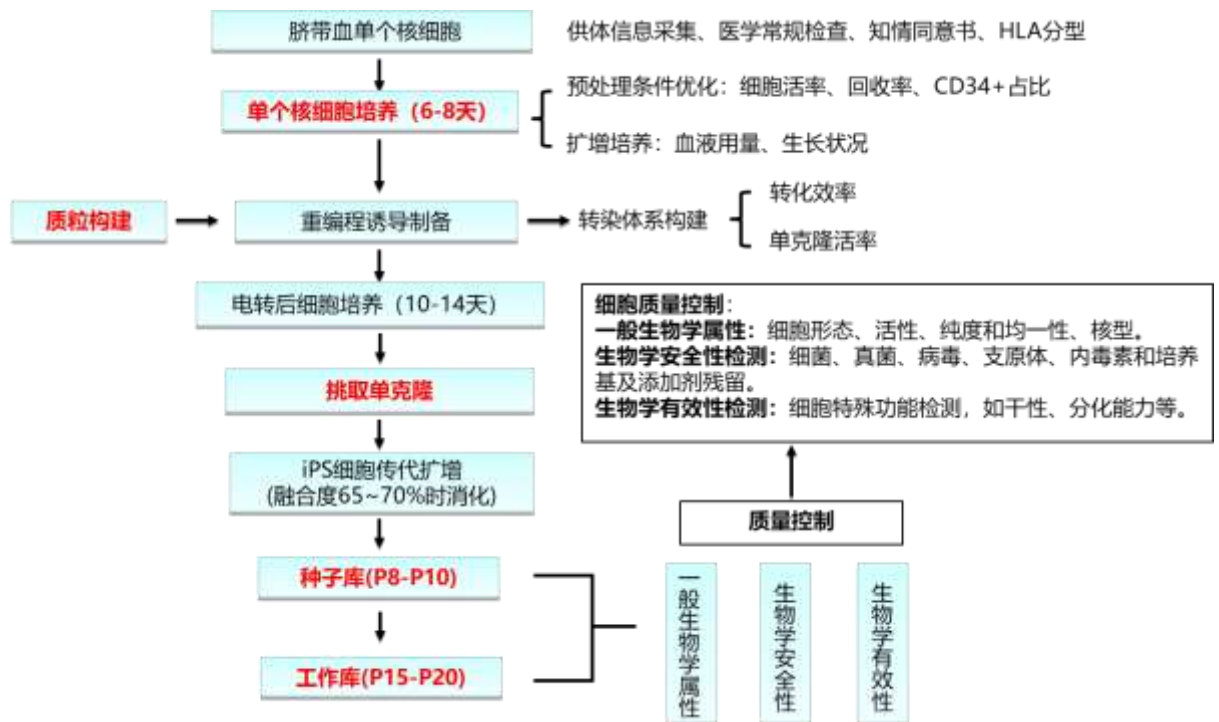 脐带血单个核细胞
供体信息采集、医学常规检查、知情同意书、HLA分型
单个核细胞培养（6-8天）
预处理条件优化：细胞活率、回收率、CD34+占比
扩增培养：血液用量、生长状况
质粒构建
重编程诱导制备
转染体系构建
转化效率
单克隆活率
电转后细胞培养（10-14天）
细胞质量控制：
一般生物学属性：细胞形态、活性、纯度和均一性、核型。
生物学安全性检测：细菌、真菌、病毒、支原体、内毒素和培养
基及添加剂残留。
生物学有效性检测：细胞特殊功能检测，如干性、分化能力等。
挑取单克隆
iPS细胞传代扩增
(融合度65~70%时消化)
质量控制
种子库(P8-P10)
工作库(P15-P20)
一般生物学属性
生物学安全性
生物学有效性